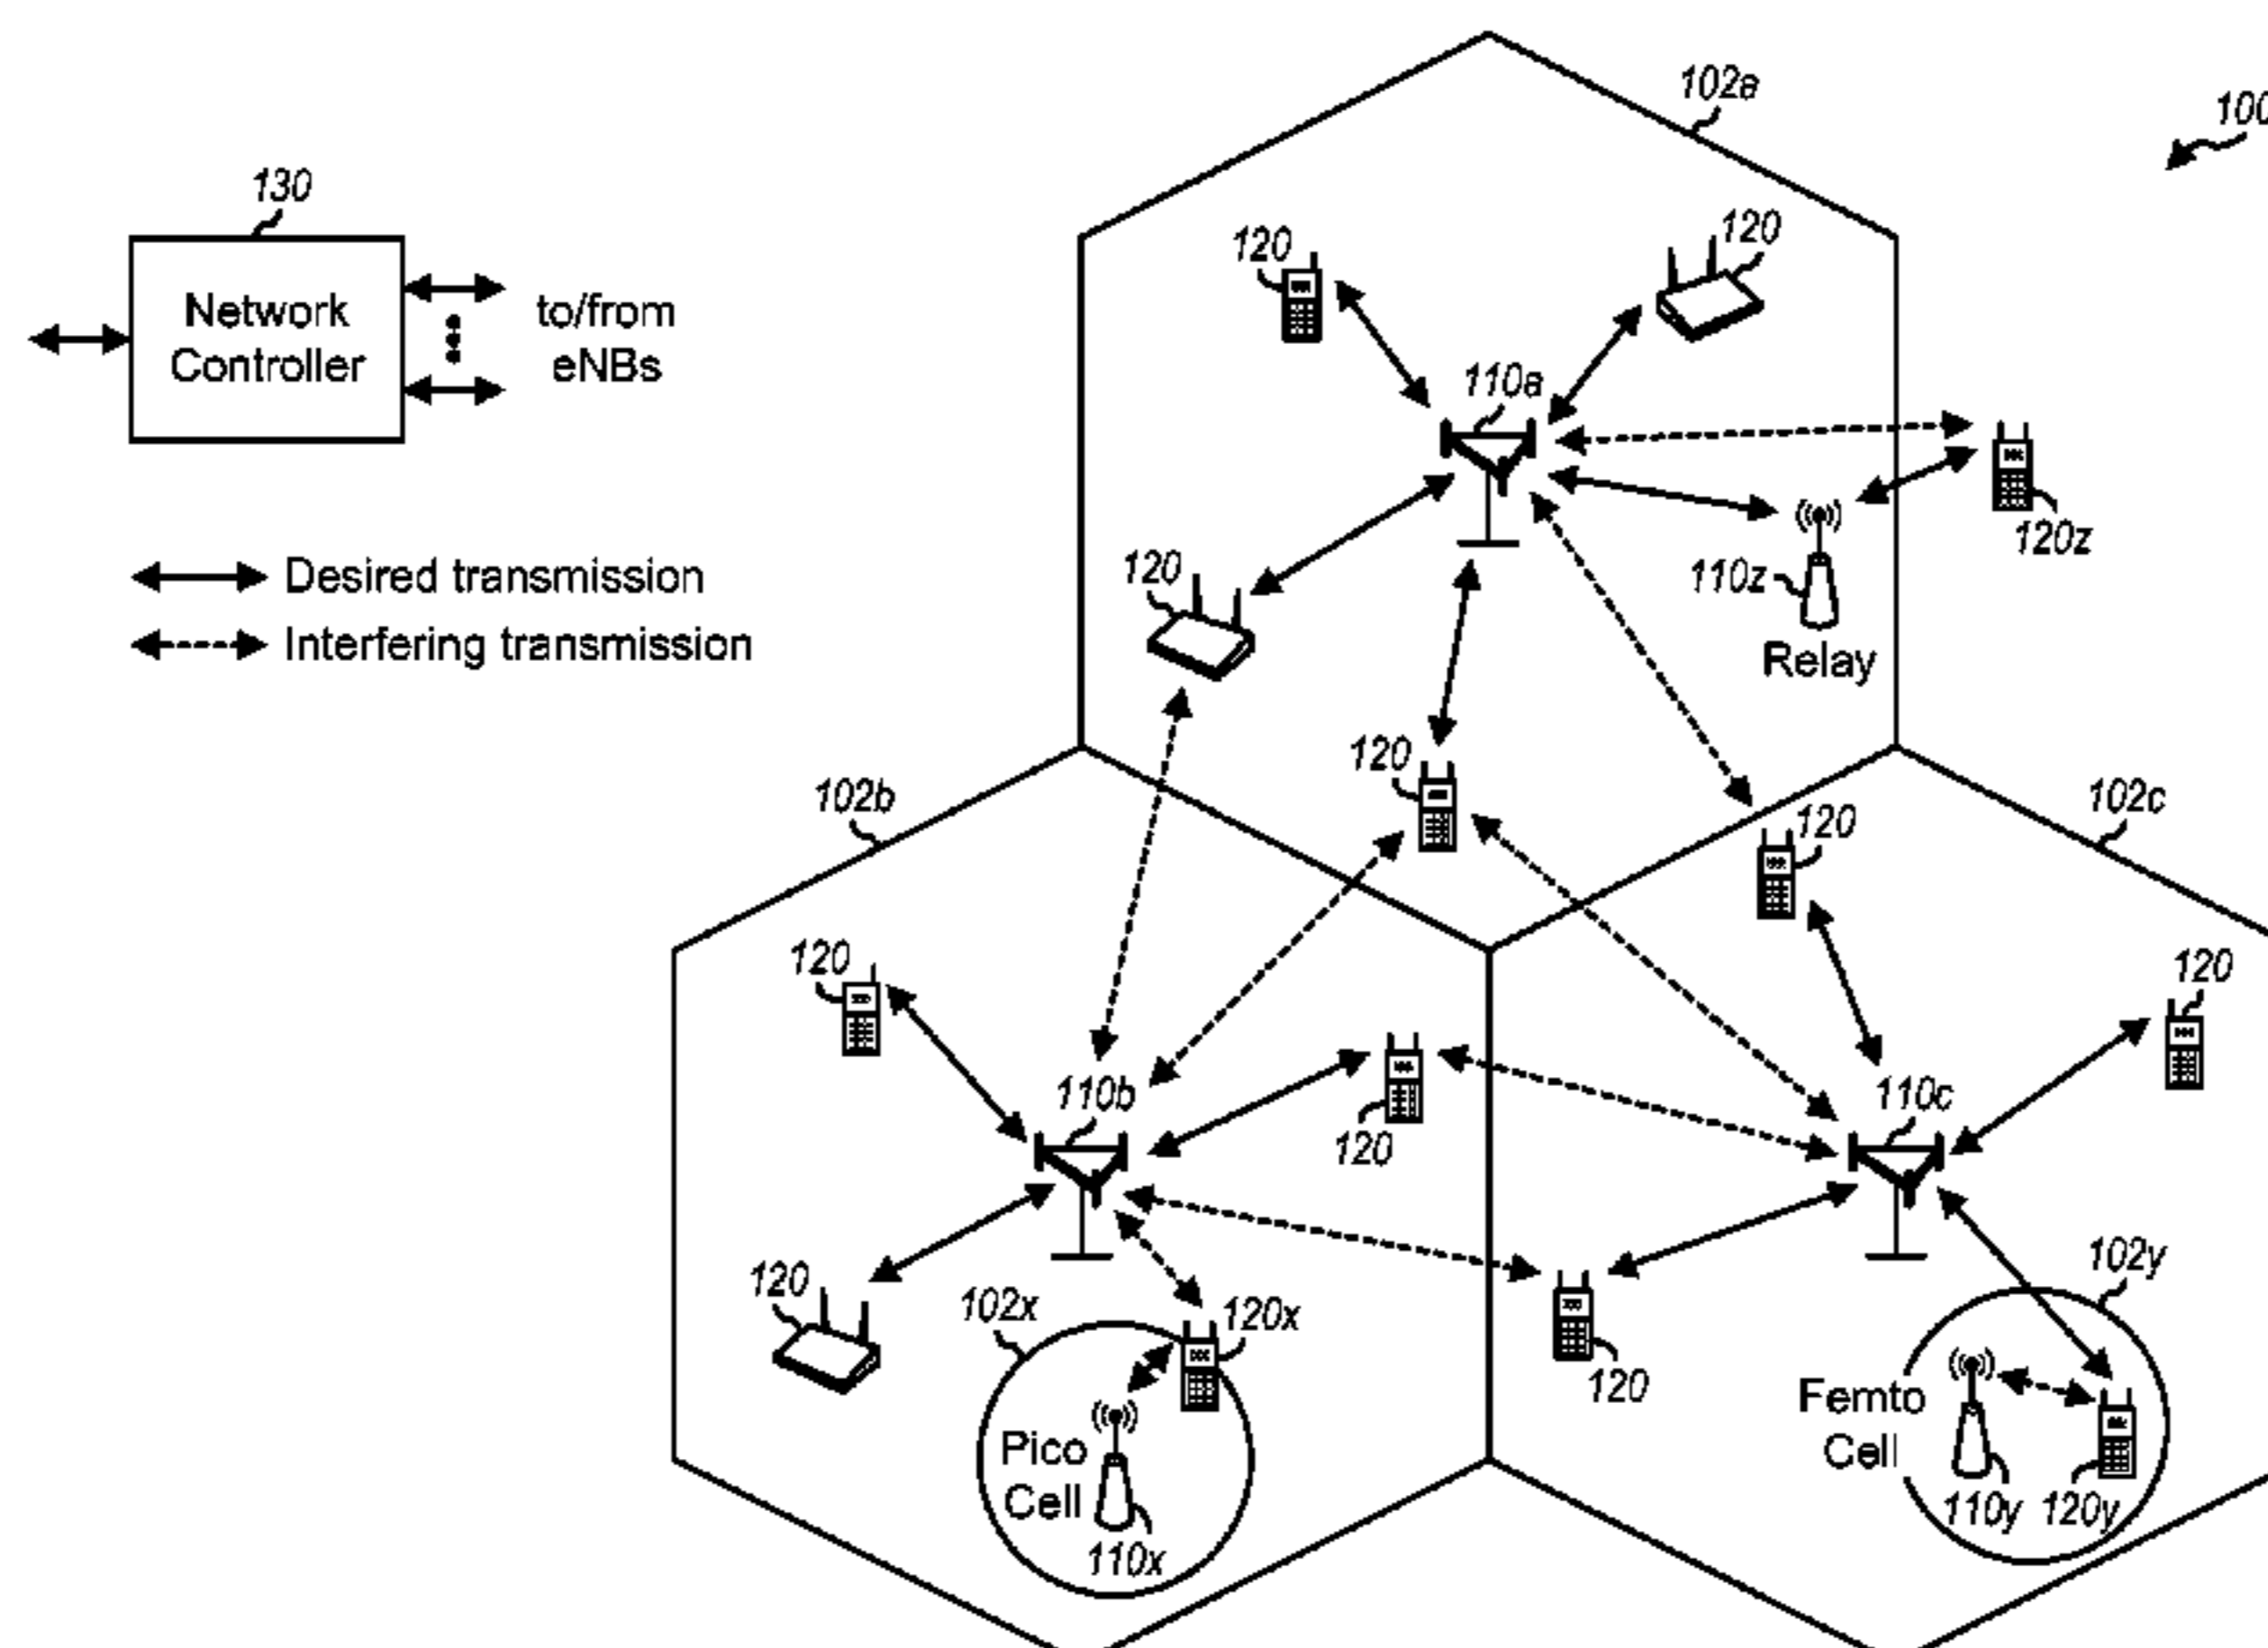 102a
100
130
120
120
Network
Controller
to/from
eNBs
110a
Desired transmission
Interfering transmission
120
110z
120z
Relay
120
102b
102c
120
120
120
110b
120
110c
120
102x
120x
102y
120
Pico
Cell
110x
Femto
Cell
110y
120y